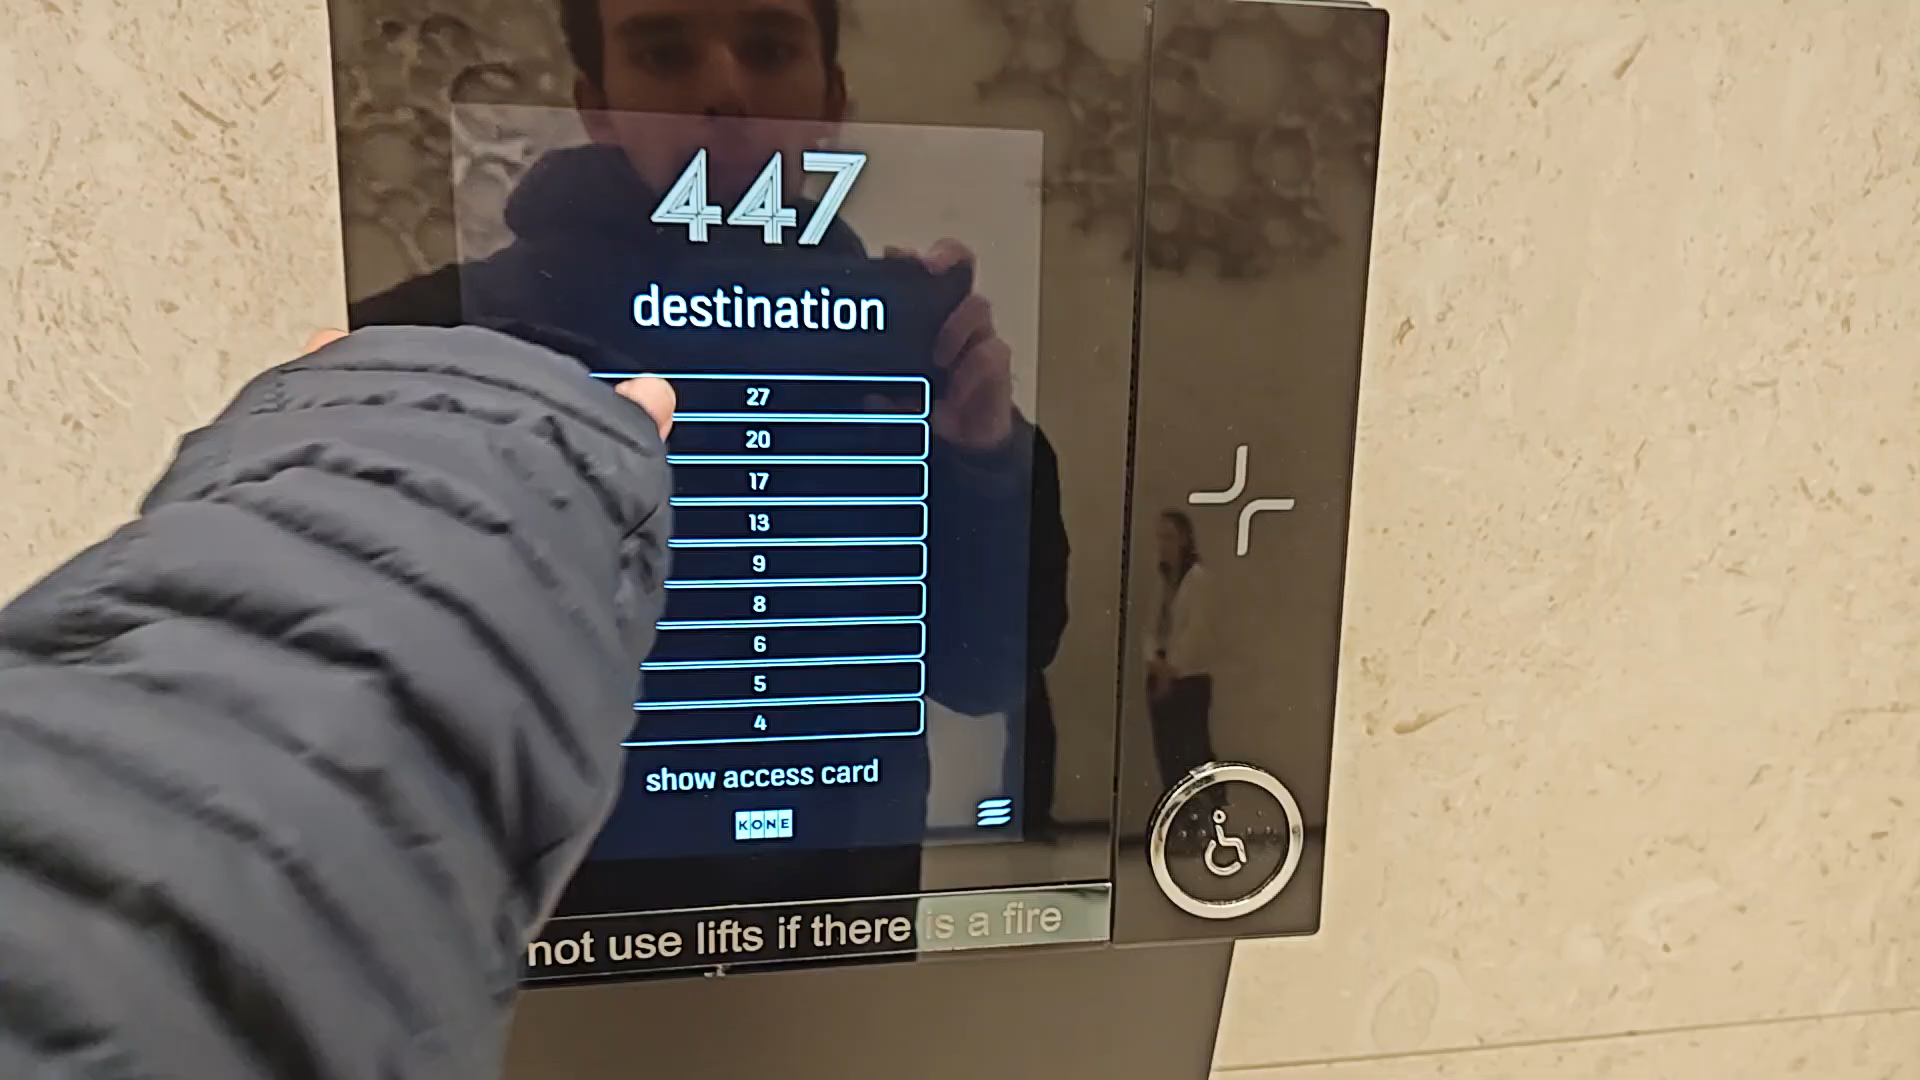 447
destination
27
20
17
13
9
8
6
5
4
show access card
KONE
not use lifts if there is a fire